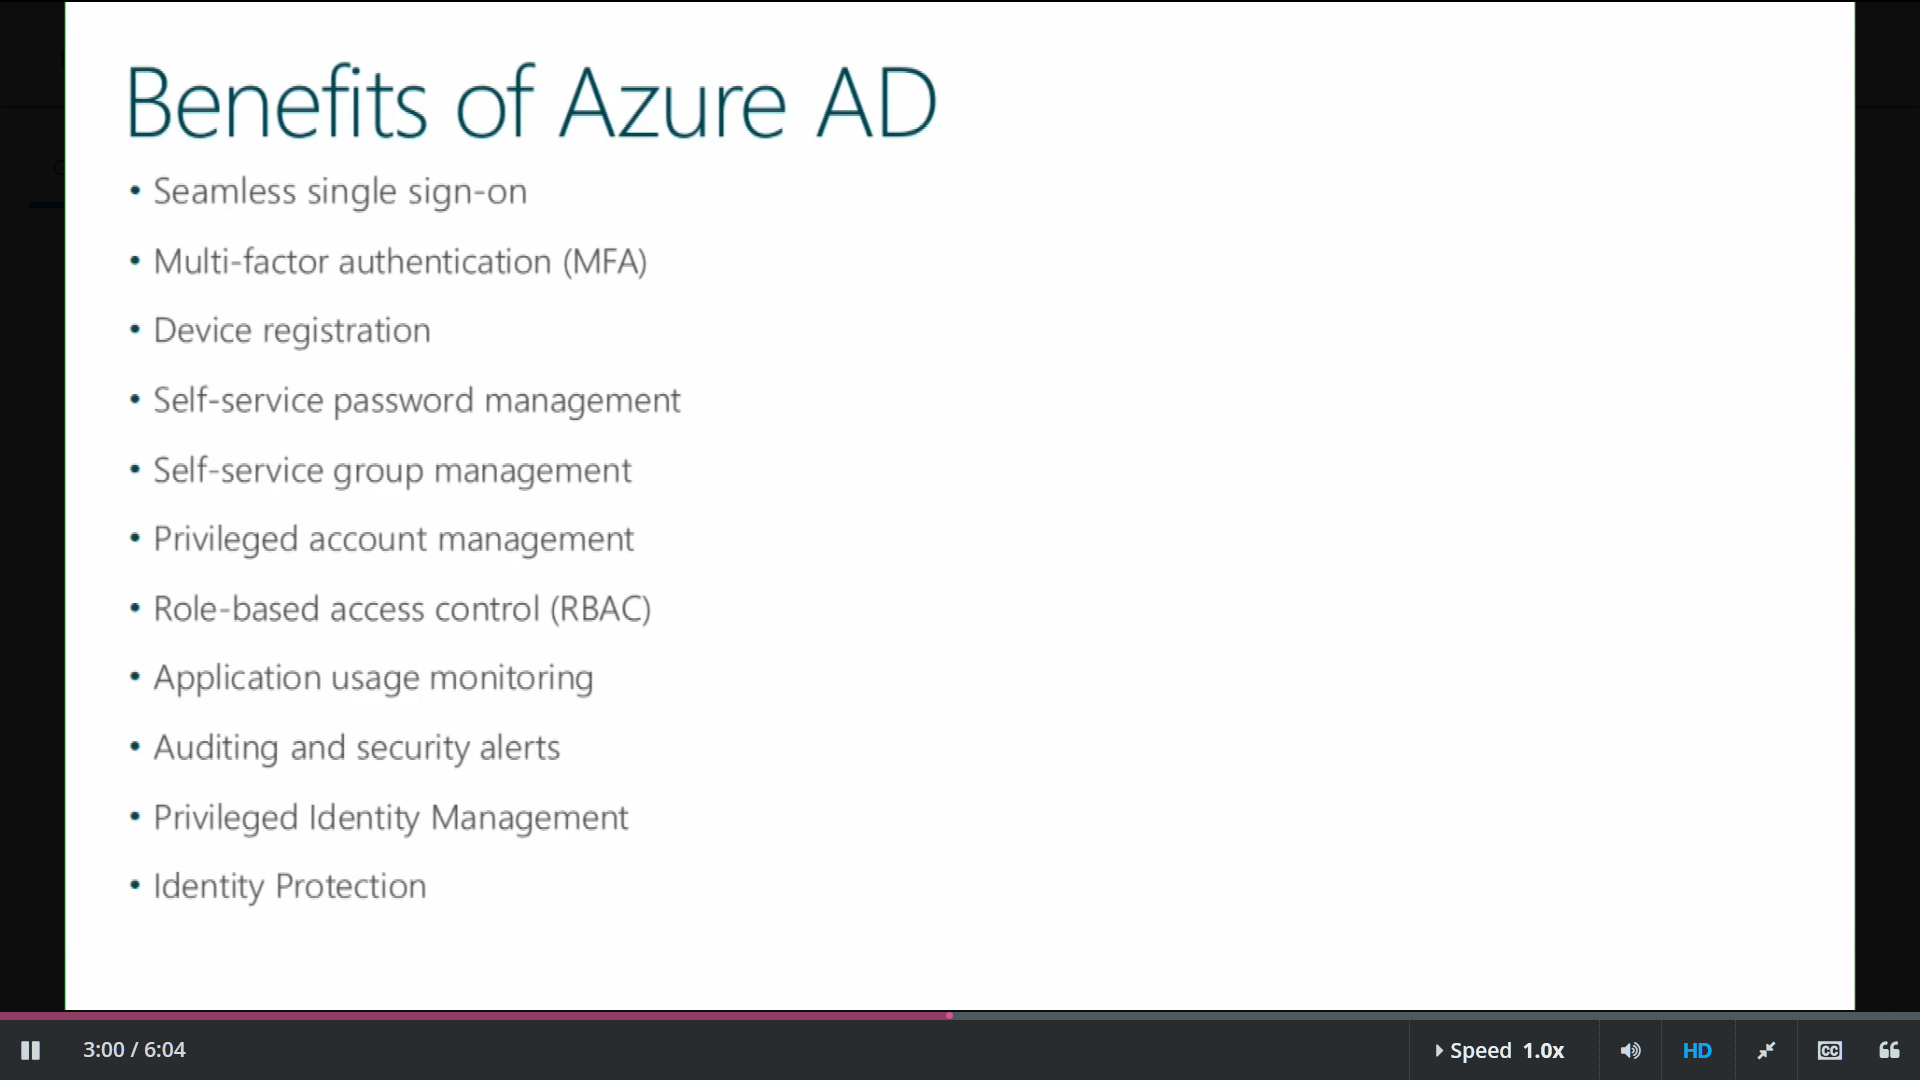 Benefits of Azure AD
• Seamless single sign-on
• Multi-factor authentication (MFA)
• Device registration
• Self-service password management
• Self-service group management
• Privileged account management
• Role-based access control (RBAC)
• Application usage monitoring
• Auditing and security alerts
• Privileged Identity Management
• Identity Protection
3:00 / 6:04 Speed 1.0x HD CC